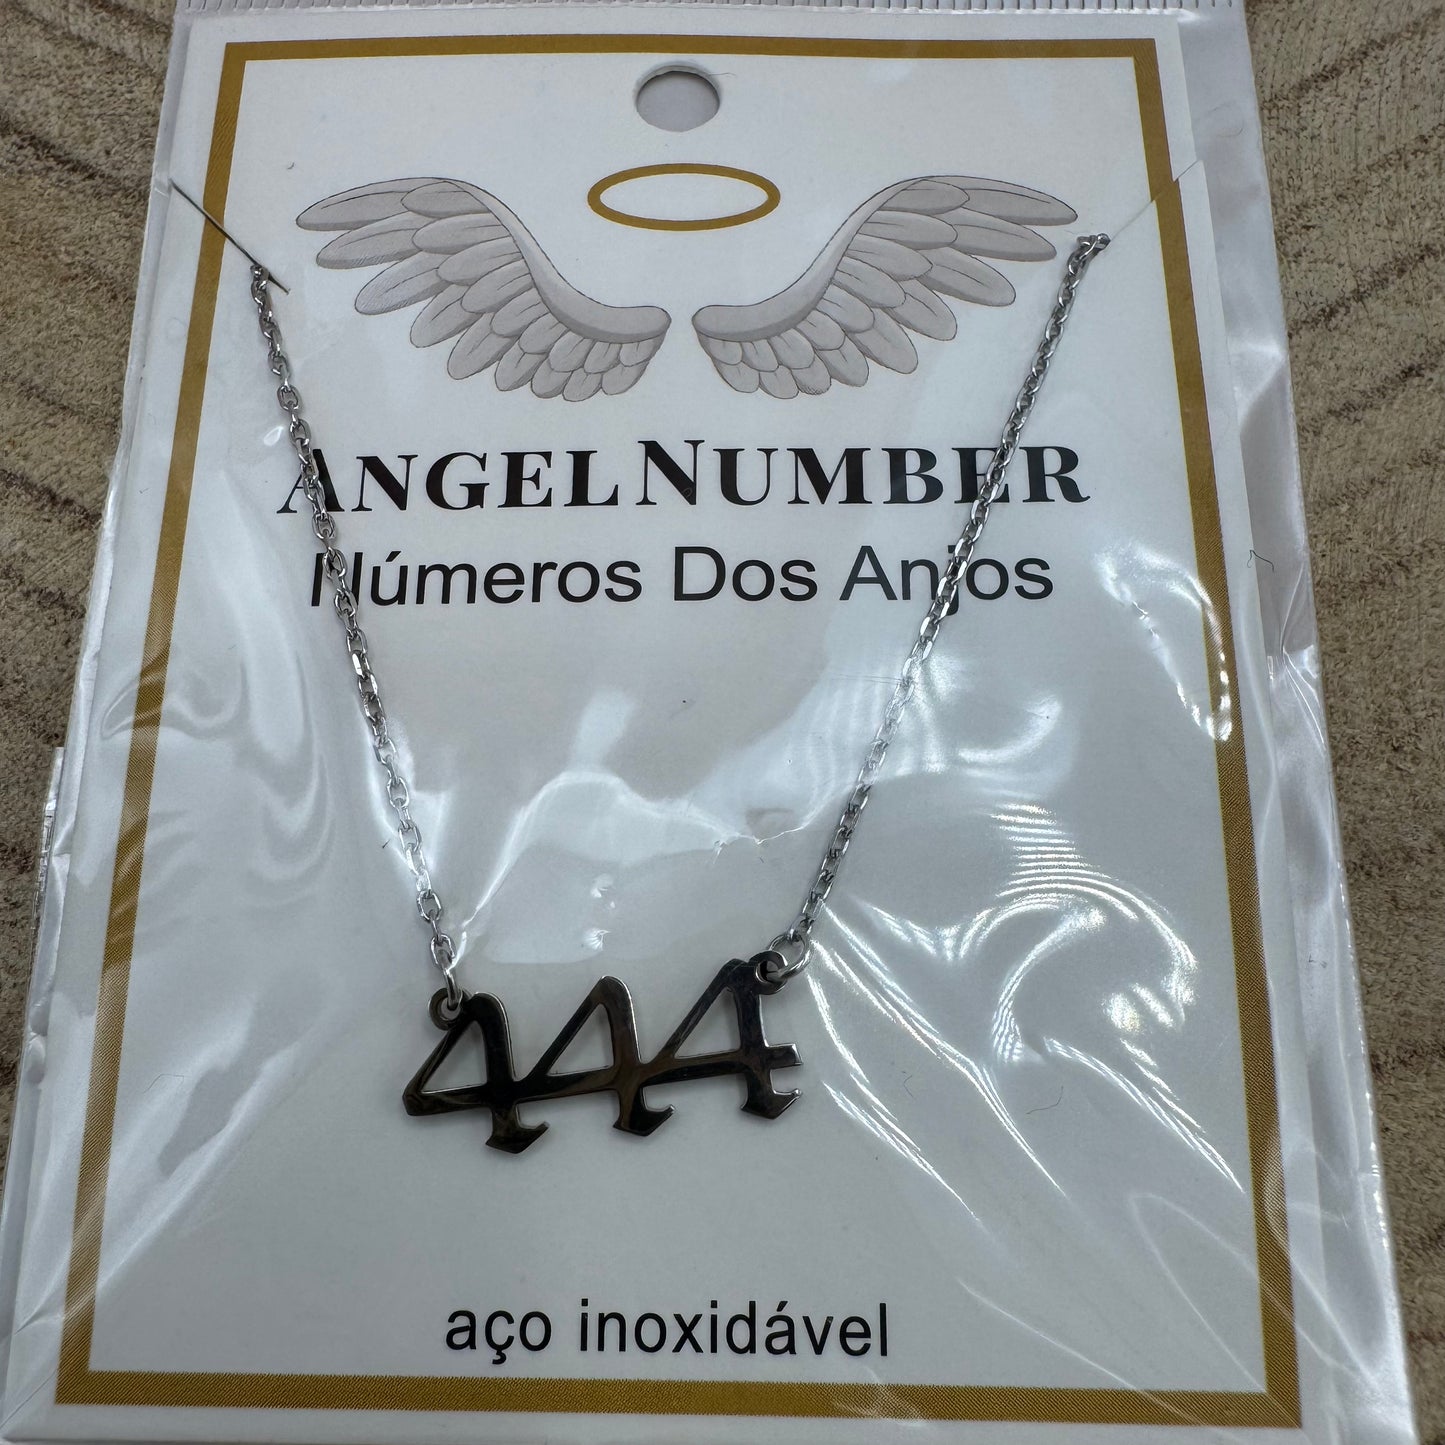 ANGEL NUMBER
Números Dos Anjos
444
aço inoxidável